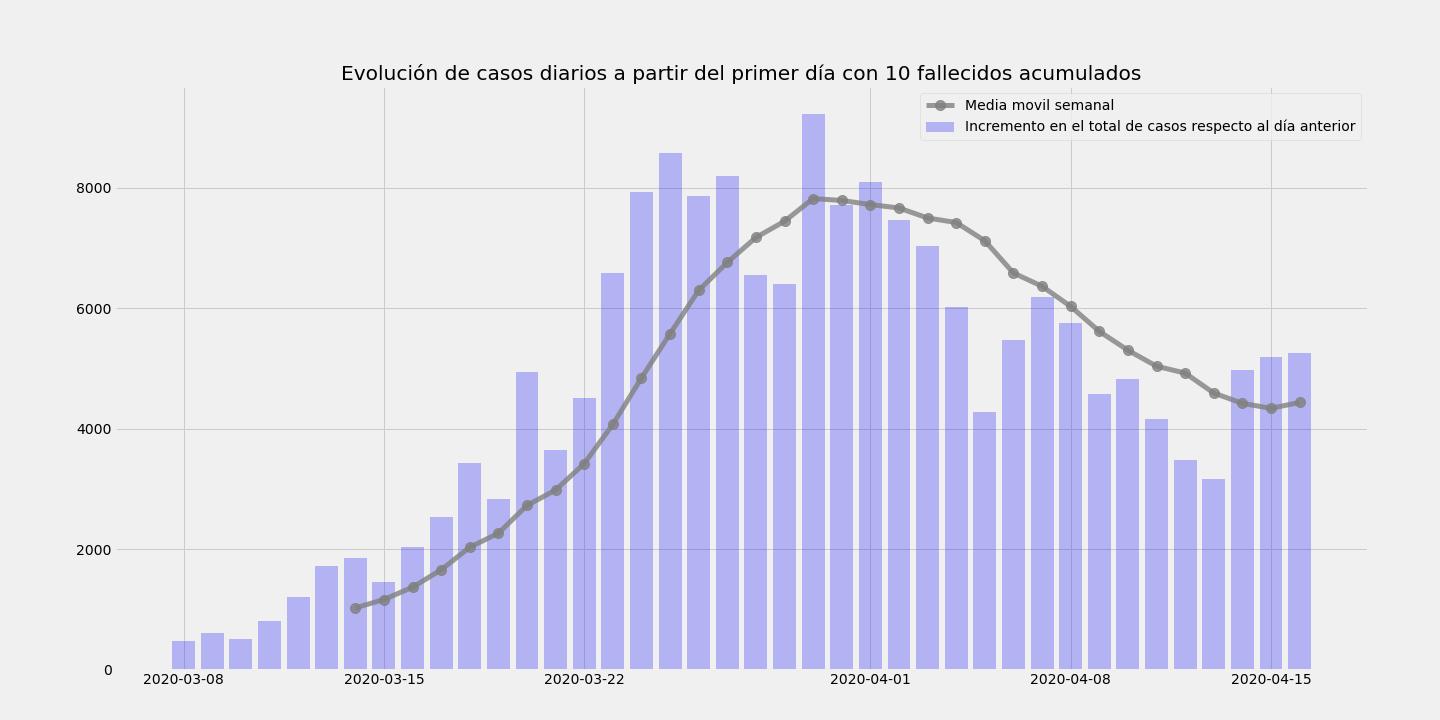 Evolución de casos diarios a partir del primer día con 10 fallecidos acumulados
Media movil semanal
Incremento en el total de casos respecto al día anterior
8000
6000
4000
2000
0
2020-03-08 2020-03-15 2020-03-22 2020-04-01 2020-04-08 2020-04-15